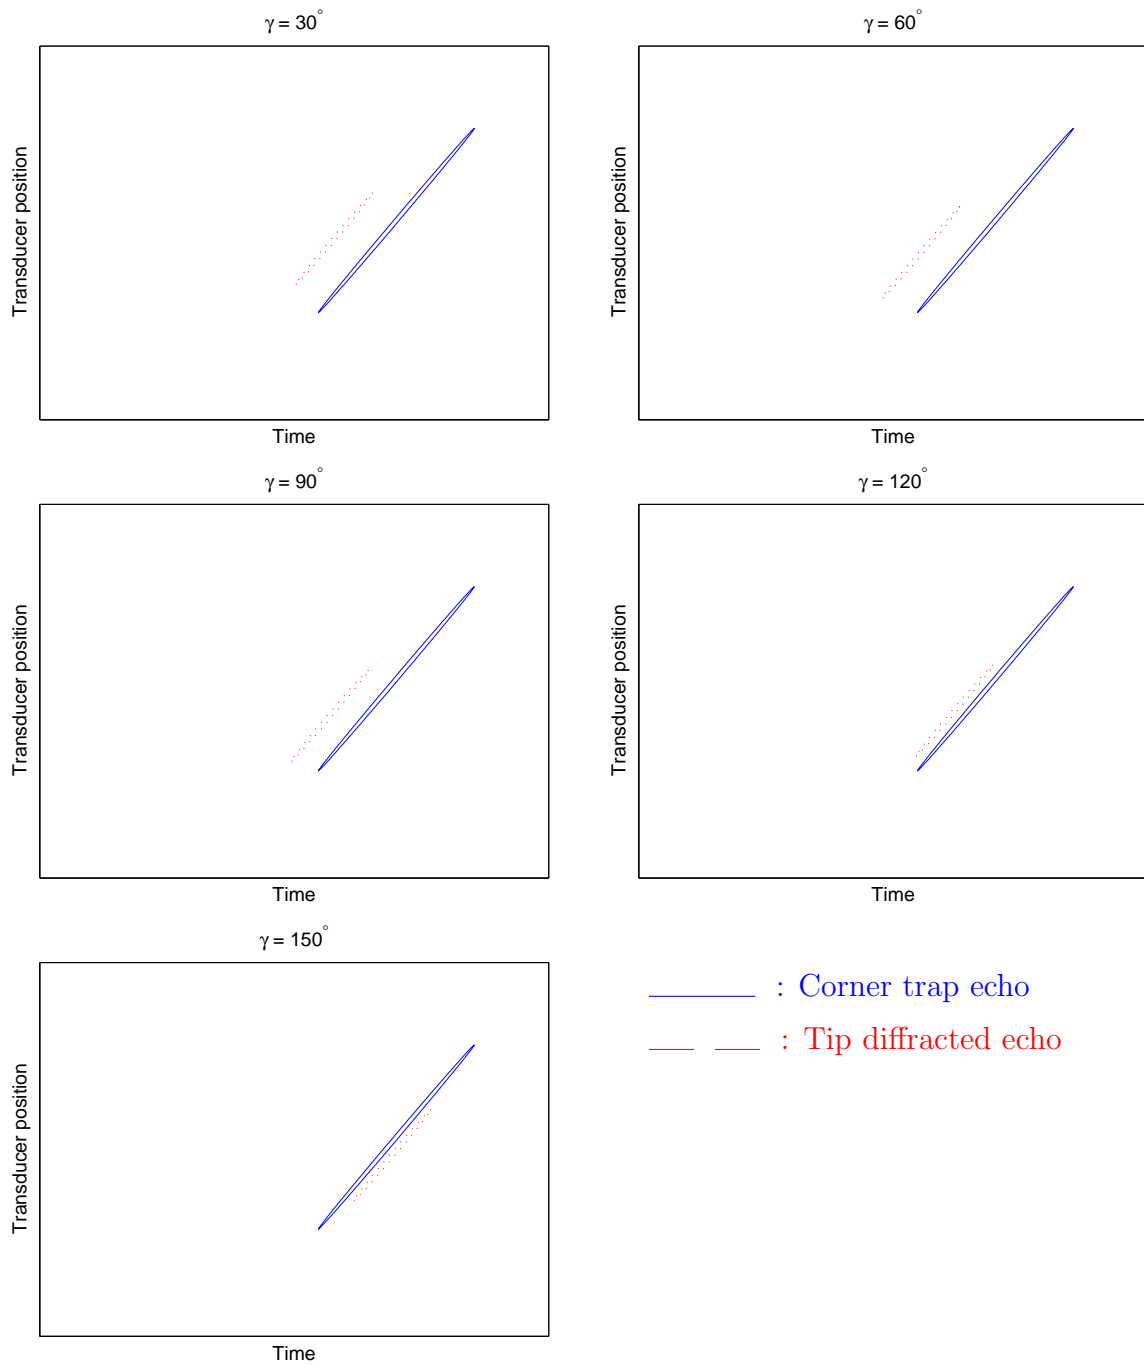 γ = 30°
Transducer position
Time
γ = 60°
Transducer position
Time
γ = 90°
Transducer position
Time
γ = 120°
Transducer position
Time
γ = 150°
Transducer position
Time
: Corner trap echo
: Tip diffracted echo